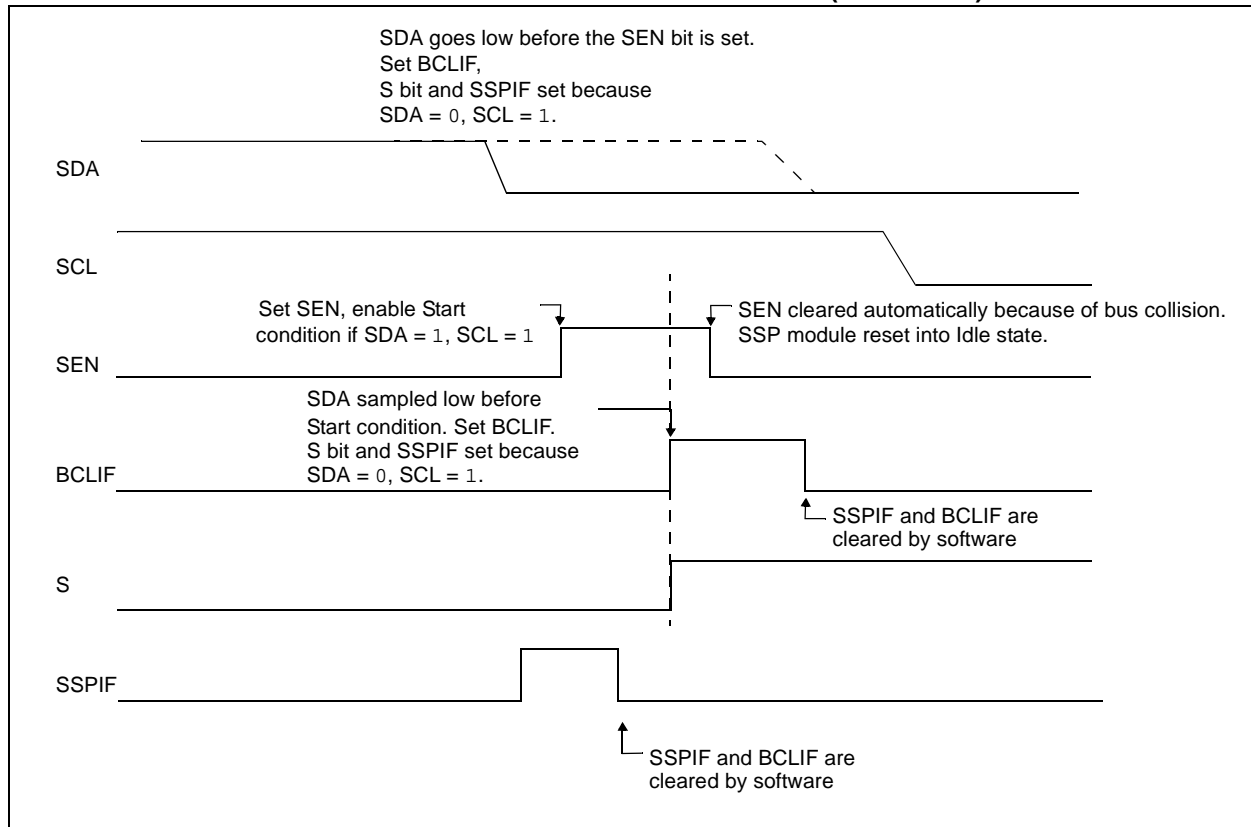 SDA goes low before the SEN bit is set.
Set BCLIF,
S bit and SSPIF set because
SDA = 0, SCL = 1.
SDA
SCL
Set SEN, enable Start
condition if SDA = 1, SCL = 1
SEN cleared automatically because of bus collision.
SSP module reset into Idle state.
SEN
SDA sampled low before
Start condition. Set BCLIF.
S bit and SSPIF set because
SDA = 0, SCL = 1.
BCLIF
SSPIF and BCLIF are
cleared by software
S
SSPIF
SSPIF and BCLIF are
cleared by software